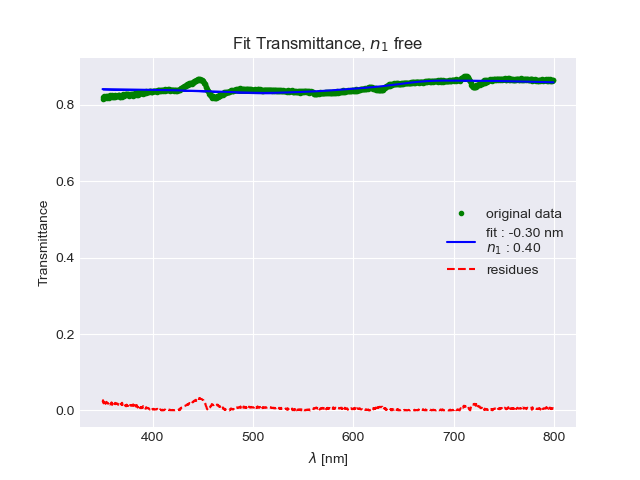 Fit Transmittance, n₁ free
Transmittance
0.8
0.6
0.4
0.2
0.0
original data
fit : -0.30 nm
n₁ : 0.40
residues
400 500 600 700 800
λ [nm]